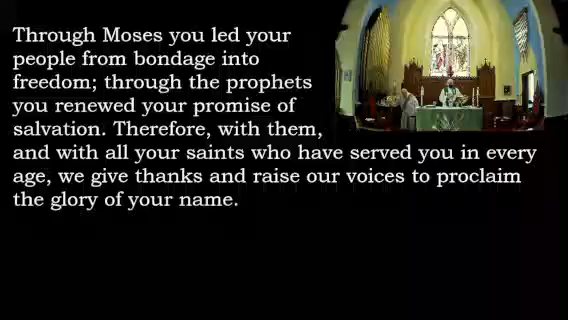 Through Moses you led your
people from bondage into
freedom; through the prophets
you renewed your promise of
salvation. Therefore, with them,
and with all your saints who have served you in every
age, we give thanks and raise our voices to proclaim
the glory of your name.